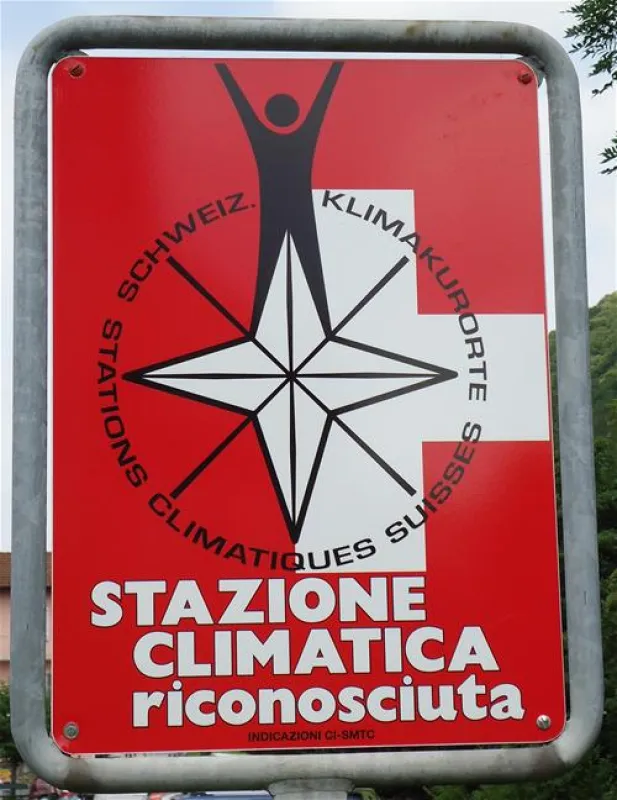 SCHWEIZ. KLIMAKURORTE
STATIONS CLIMATIQUES SUISSES
STAZIONE
CLIMATICA
riconosciuta
INDICAZIONI CI-SMTC